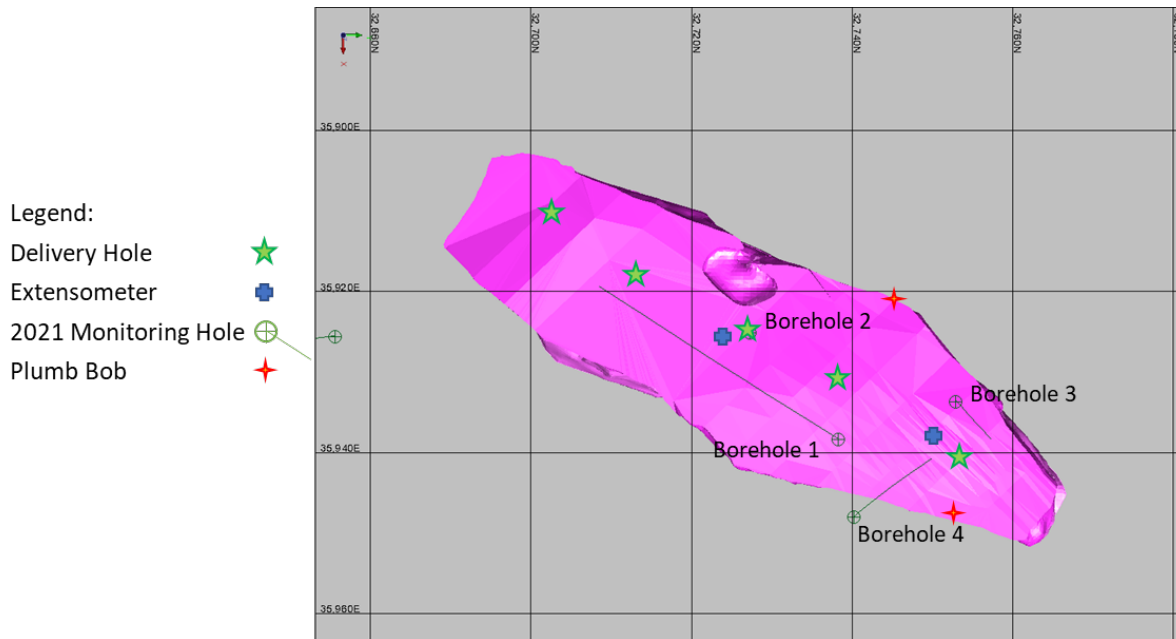 Legend:
Delivery Hole
Extensometer
2021 Monitoring Hole
Plumb Bob
32,680N
32,700N
32,720N
32,740N
32,760N
35,900E
35,920E
35,940E
35,960E
X
Borehole 2
Borehole 3
Borehole 1
Borehole 4